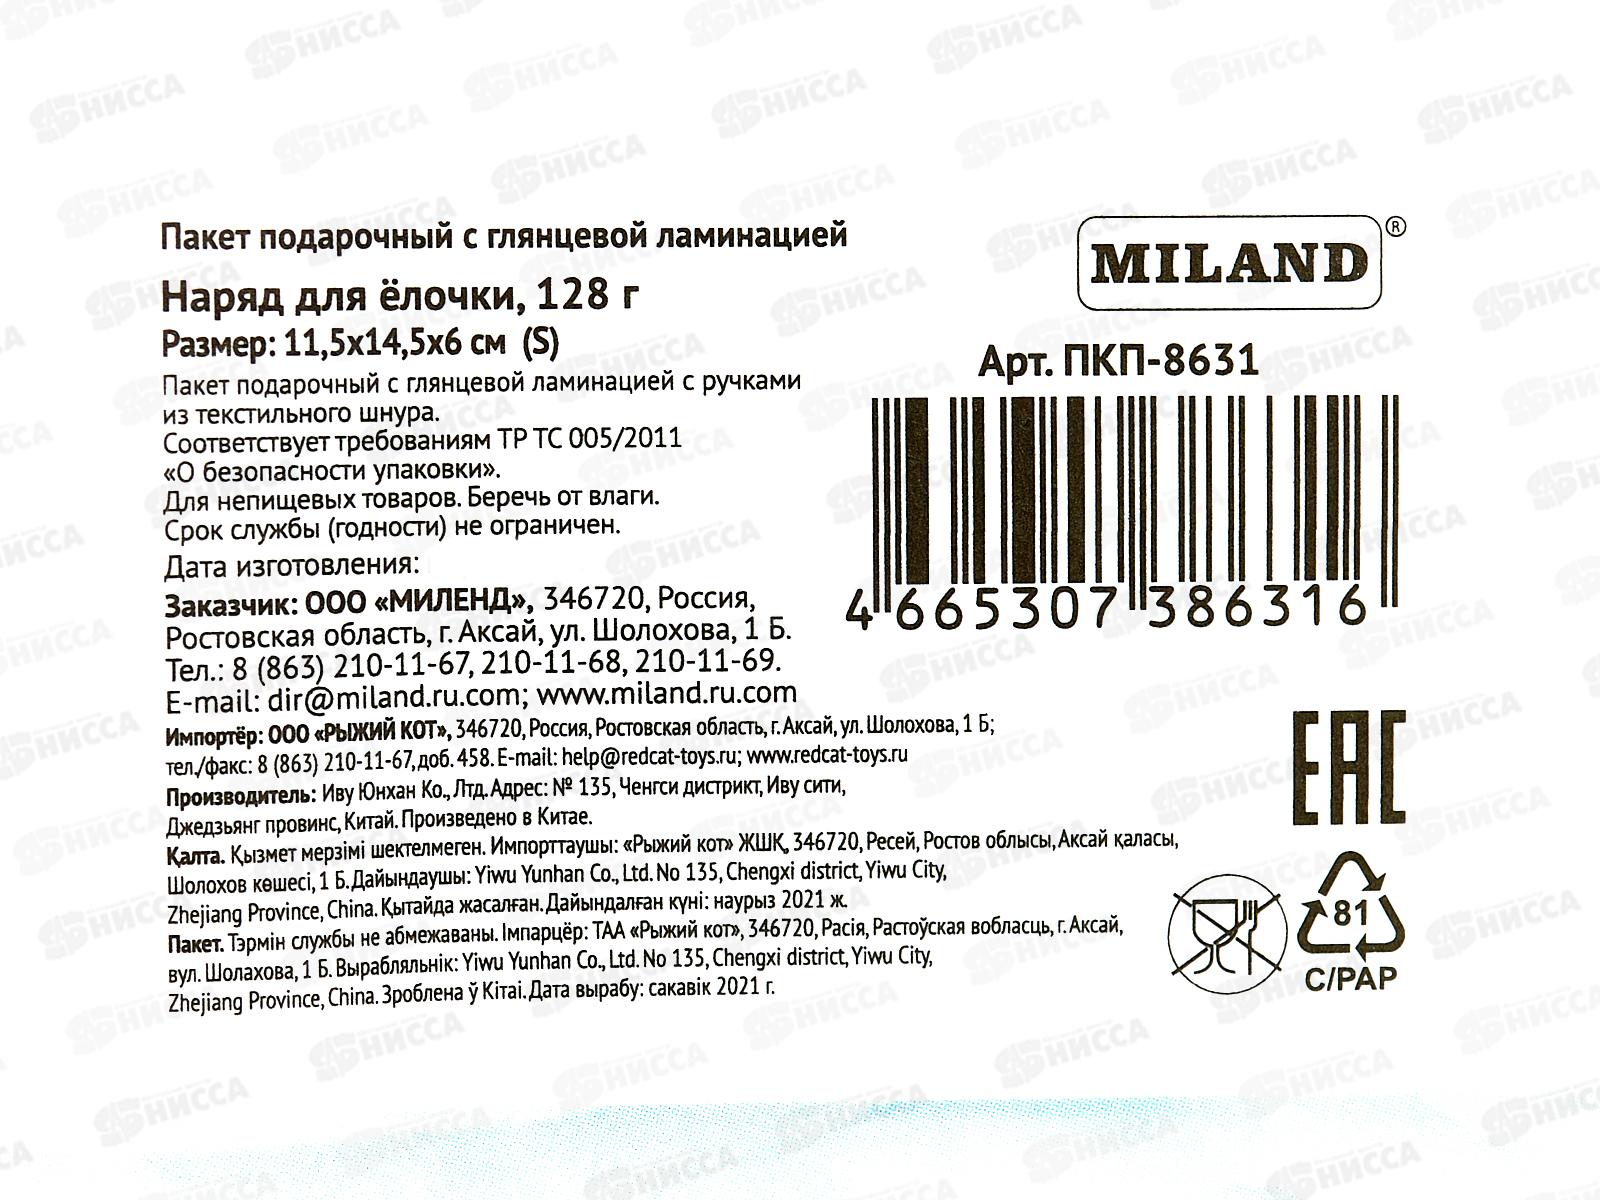 Пакет подарочный с глянцевой ламинацией
Наряд для ёлочки, 128 г
Размер: 11,5х14,5х6 см (S)
Пакет подарочный с глянцевой ламинацией с ручками
из текстильного шнура.
Соответствует требованиям ТР ТС 005/2011
«О безопасности упаковки».
Для непищевых товаров. Беречь от влаги.
Срок службы (годности) не ограничен.
Дата изготовления:
Заказчик: ООО «МИЛЕНД», 346720, Россия,
Ростовская область, г. Аксай, ул. Шолохова, 1 Б.
Тел.: 8 (863) 210-11-67, 210-11-68, 210-11-69.
E-mail: dir@miland.ru.com; www.miland.ru.com
Импортёр: ООО «РЫЖИЙ КОТ», 346720, Россия, Ростовская область, г. Аксай, ул. Шолохова, 1 Б;
тел./факс: 8 (863) 210-11-67, доб. 458. E-mail: help@redcat-toys.ru; www.redcat-toys.ru
Производитель: Иву Юнхан Ко., Лтд. Адрес: № 135, Ченгси дистрикт, Иву сити,
Джедзьянг провинс, Китай. Произведено в Китае.
Қалта. Қызмет мерзімі шектелмеген. Импорттаушы: «Рыжий кот» ЖШҚ, 346720, Ресей, Ростов облысы, Аксай қаласы,
Шолохов көшесі, 1 Б. Дайындаушы: Yiwu Yunhan Co., Ltd. No 135, Chengxi district, Yiwu City,
Zhejiang Province, China. Қытайда жасалған. Дайындалған күні: наурыз 2021 ж.
Пакет. Тэрмін службы не абмежаваны. Імпарцёр: ТАА «Рыжий кот», 346720, Расія, Растоўская вобласць, г. Аксай,
вул. Шолахова, 1 Б. Вырабляльнік: Yiwu Yunhan Co., Ltd. No 135, Chengxi district, Yiwu City,
Zhejiang Province, China. Зроблена ў Кітаі. Дата вырабу: сакавік 2021 г.
MILAND®
Арт. ПКП-8631
4 665307 386316
EAC
81
C/PAP
НИССА